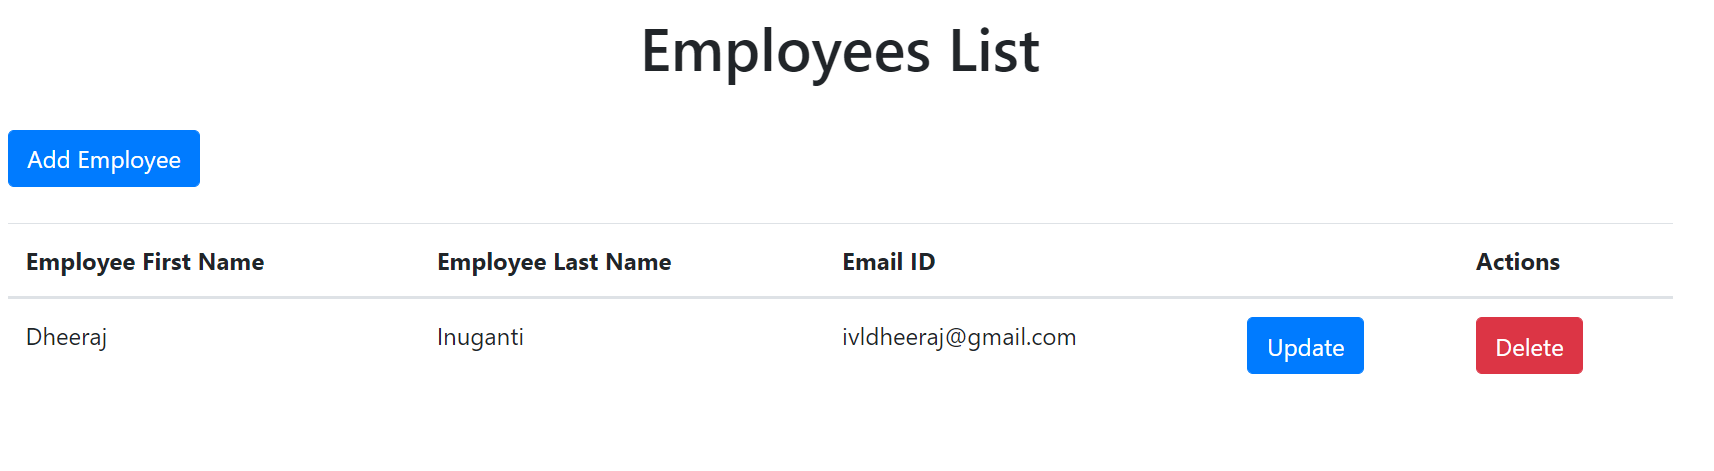 Employees List
Add Employee
Employee First Name Employee Last Name Email ID Actions
Dheeraj Inuganti ivldheeraj@gmail.com Update Delete